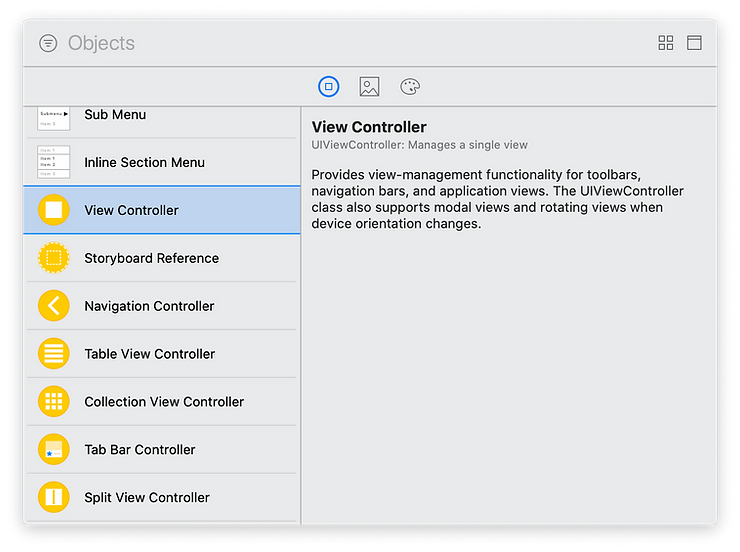 Objects
Submenu ▶
Item 3
Sub Menu
Item 1
Item 1
Item 2
Item 3
Inline Section Menu
View Controller
Storyboard Reference
Navigation Controller
Table View Controller
Collection View Controller
Tab Bar Controller
Split View Controller
View Controller
UIViewController: Manages a single view
Provides view-management functionality for toolbars,
navigation bars, and application views. The UIViewController
class also supports modal views and rotating views when
device orientation changes.